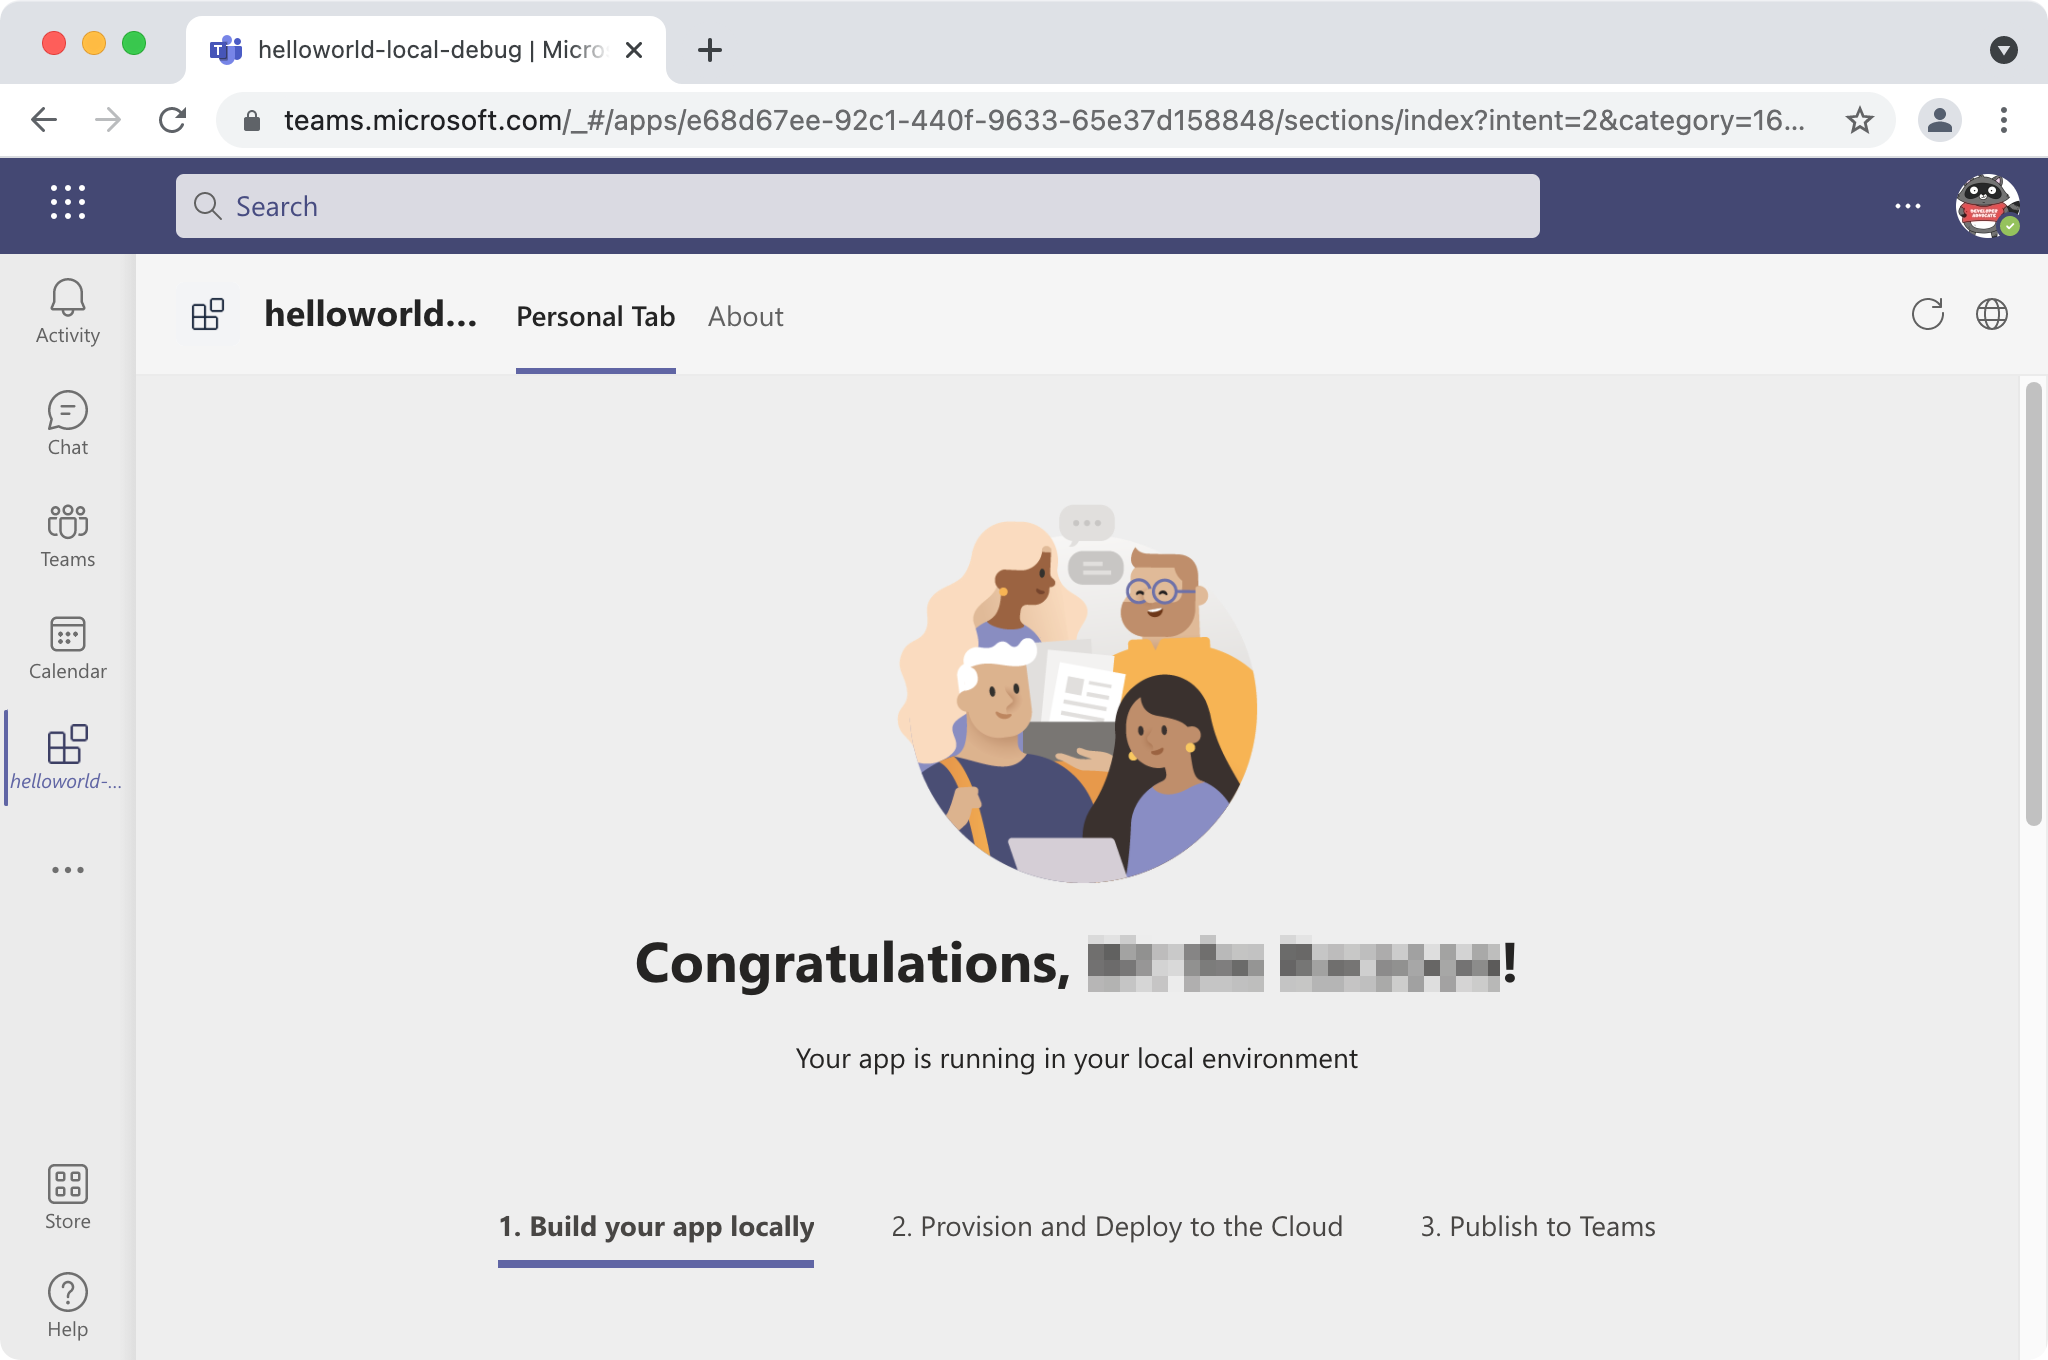 helloworld-local-debug | Micro
teams.microsoft.com/_#/apps/e68d67ee-92c1-440f-9633-65e37d158848/sections/index?intent=2&category=16...
Search
DEVELOPER
ADVOCATE
Activity
Chat
Teams
Calendar
helloworld-...
Store
Help
helloworld... Personal Tab About
Congratulations, !
Your app is running in your local environment
1. Build your app locally 2. Provision and Deploy to the Cloud 3. Publish to Teams